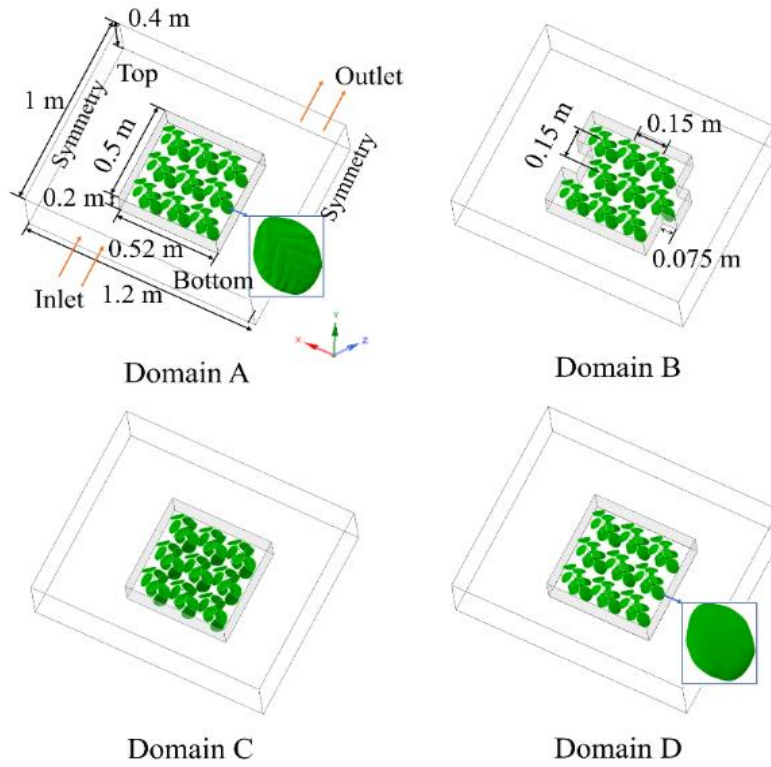 0.4 m
Top
Outlet
1 m
Symmetry
0.5 m
Symmetry
0.2 m
0.52 m
Bottom
Inlet
1.2 m
X
Y
Z
Domain A
0.15 m
0.15 m
0.075 m
Domain B
Domain C
Domain D